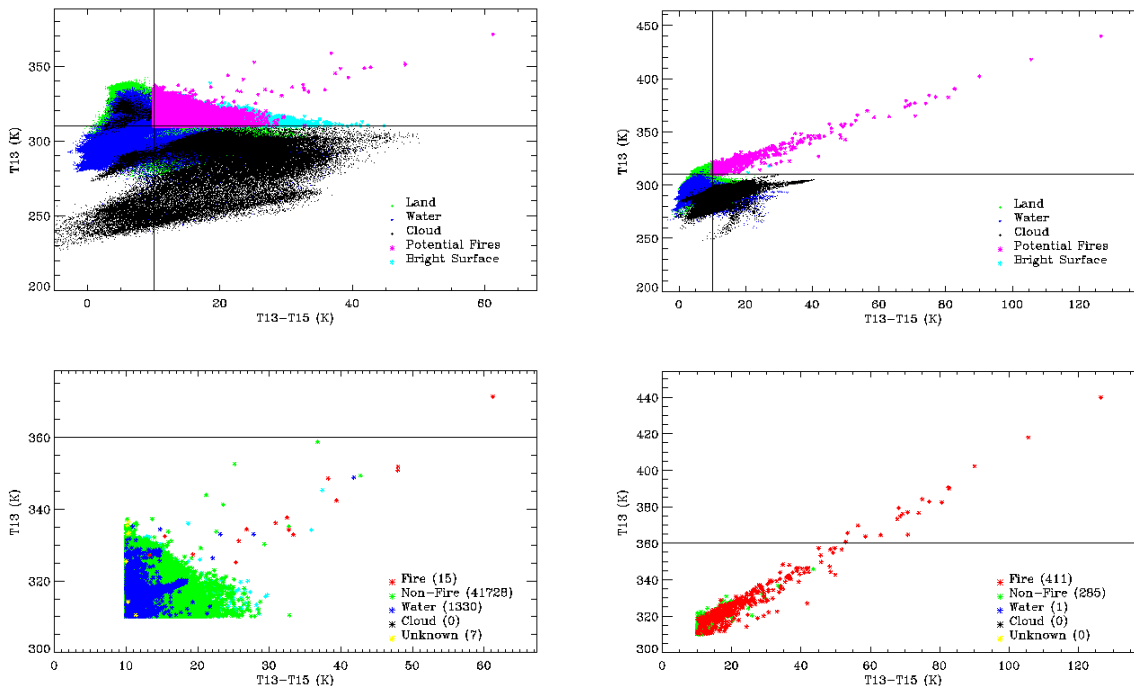 350
300
250
200
T13 (K)
0
20
40
60
T13-T15 (K)
Land
Water
Cloud
Potential Fires
Bright Surface
450
400
350
300
250
200
T13 (K)
0
20
40
60
80
100
120
T13-T15 (K)
Land
Water
Cloud
Potential Fires
Bright Surface
360
340
320
300
T13 (K)
0
10
20
30
40
50
60
T13-T15 (K)
Fire (15)
Non-Fire (41728)
Water (1330)
Cloud (0)
Unknown (7)
440
420
400
380
360
340
320
300
T13 (K)
0
20
40
60
80
100
120
T13-T15 (K)
Fire (411)
Non-Fire (265)
Water (1)
Cloud (0)
Unknown (0)